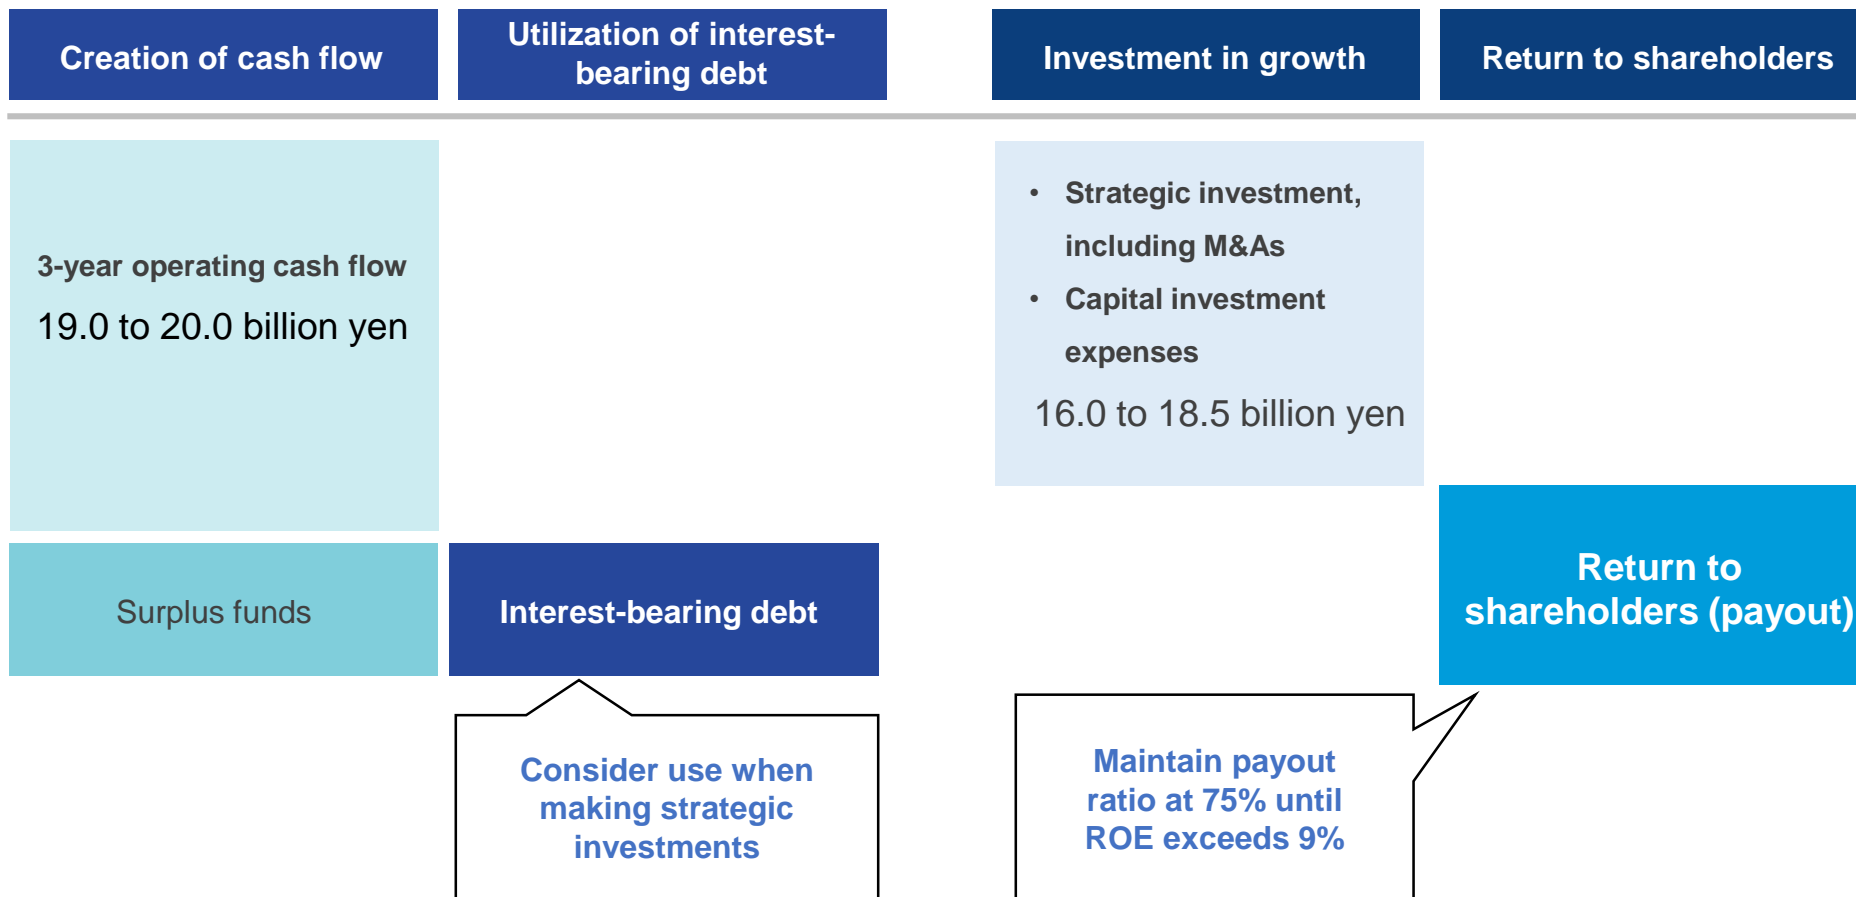 Creation of cash flow
Utilization of interest-
bearing debt
Investment in growth
Return to shareholders
3-year operating cash flow
19.0 to 20.0 billion yen
• Strategic investment,
including M&As
• Capital investment
expenses
16.0 to 18.5 billion yen
Surplus funds
Interest-bearing debt
Return to
shareholders (payout)
Consider use when
making strategic
investments
Maintain payout
ratio at 75% until
ROE exceeds 9%